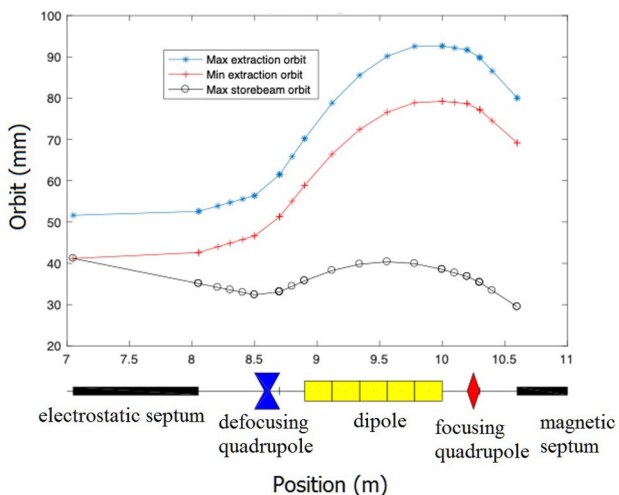 100
90
80
70
60
50
40
30
20
Orbit (mm)
Max extraction orbit
Min extraction orbit
Max storebeam orbit
7 7.5 8 8.5 9 9.5 10 10.5 11
electrostatic septum
defocusing
quadrupole
dipole
focusing
quadrupole
magnetic
septum
Position (m)